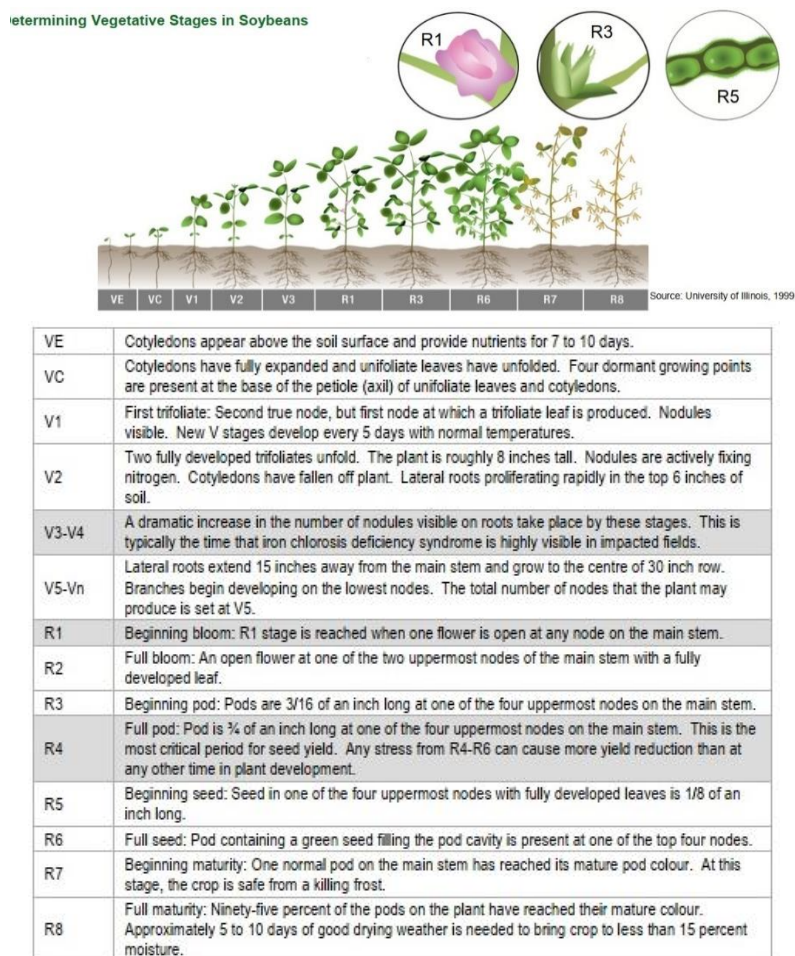 etermining Vegetative Stages in Soybeans
R1
R3
R5
VE VC V1 V2 V3 R1 R3 R6 R7 R8
Source: University of Illinois, 1999
VE Cotyledons appear above the soil surface and provide nutrients for 7 to 10 days.
VC Cotyledons have fully expanded and unifoliate leaves have unfolded. Four dormant growing points
are present at the base of the petiole (axil) of unifoliate leaves and cotyledons.
V1 First trifoliate: Second true node, but first node at which a trifoliate leaf is produced. Nodules
visible. New V stages develop every 5 days with normal temperatures.
V2 Two fully developed trifoliates unfold. The plant is roughly 8 inches tall. Nodules are actively fixing
nitrogen. Cotyledons have fallen off plant. Lateral roots proliferating rapidly in the top 6 inches of
soil.
V3-V4 A dramatic increase in the number of nodules visible on roots take place by these stages. This is
typically the time that iron chlorosis deficiency syndrome is highly visible in impacted fields.
V5-Vn Lateral roots extend 15 inches away from the main stem and grow to the centre of 30 inch row.
Branches begin developing on the lowest nodes. The total number of nodes that the plant may
produce is set at V5.
R1 Beginning bloom: R1 stage is reached when one flower is open at any node on the main stem.
R2 Full bloom: An open flower at one of the two uppermost nodes of the main stem with a fully
developed leaf.
R3 Beginning pod: Pods are 3/16 of an inch long at one of the four uppermost nodes on the main stem.
R4 Full pod: Pod is ¾ of an inch long at one of the four uppermost nodes on the main stem. This is the
most critical period for seed yield. Any stress from R4-R6 can cause more yield reduction than at
any other time in plant development.
R5 Beginning seed: Seed in one of the four uppermost nodes with fully developed leaves is 1/8 of an
inch long.
R6 Full seed: Pod containing a green seed filling the pod cavity is present at one of the top four nodes.
R7 Beginning maturity: One normal pod on the main stem has reached its mature pod colour. At this
stage, the crop is safe from a killing frost.
R8 Full maturity: Ninety-five percent of the pods on the plant have reached their mature colour.
Approximately 5 to 10 days of good drying weather is needed to bring crop to less than 15 percent
moisture.